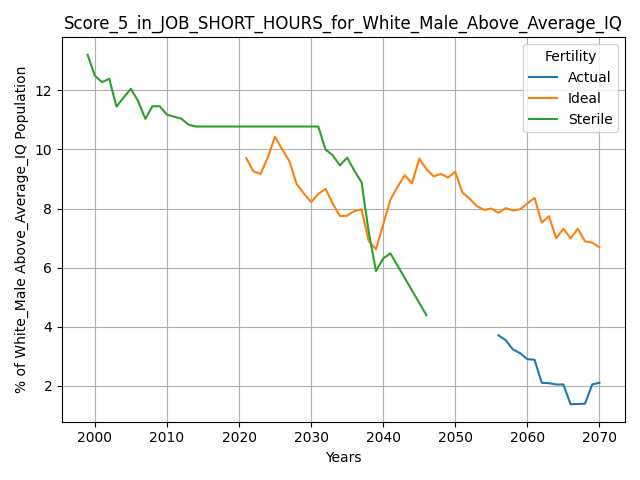 Score_5_in_JOB_SHORT_HOURS_for_White_Male_Above_Average_IQ
Fertility
Actual
Ideal
Sterile
% of White_Male Above_Average_IQ Population
12
10
8
6
4
2
2000 2010 2020 2030 2040 2050 2060 2070
Years